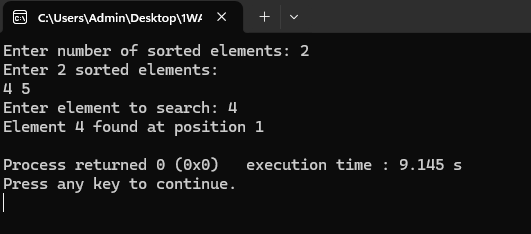 C:\Users\Admin\Desktop\1WA
Enter number of sorted elements: 2
Enter 2 sorted elements:
4 5
Enter element to search: 4
Element 4 found at position 1
Process returned 0 (0x0)   execution time : 9.145 s
Press any key to continue.